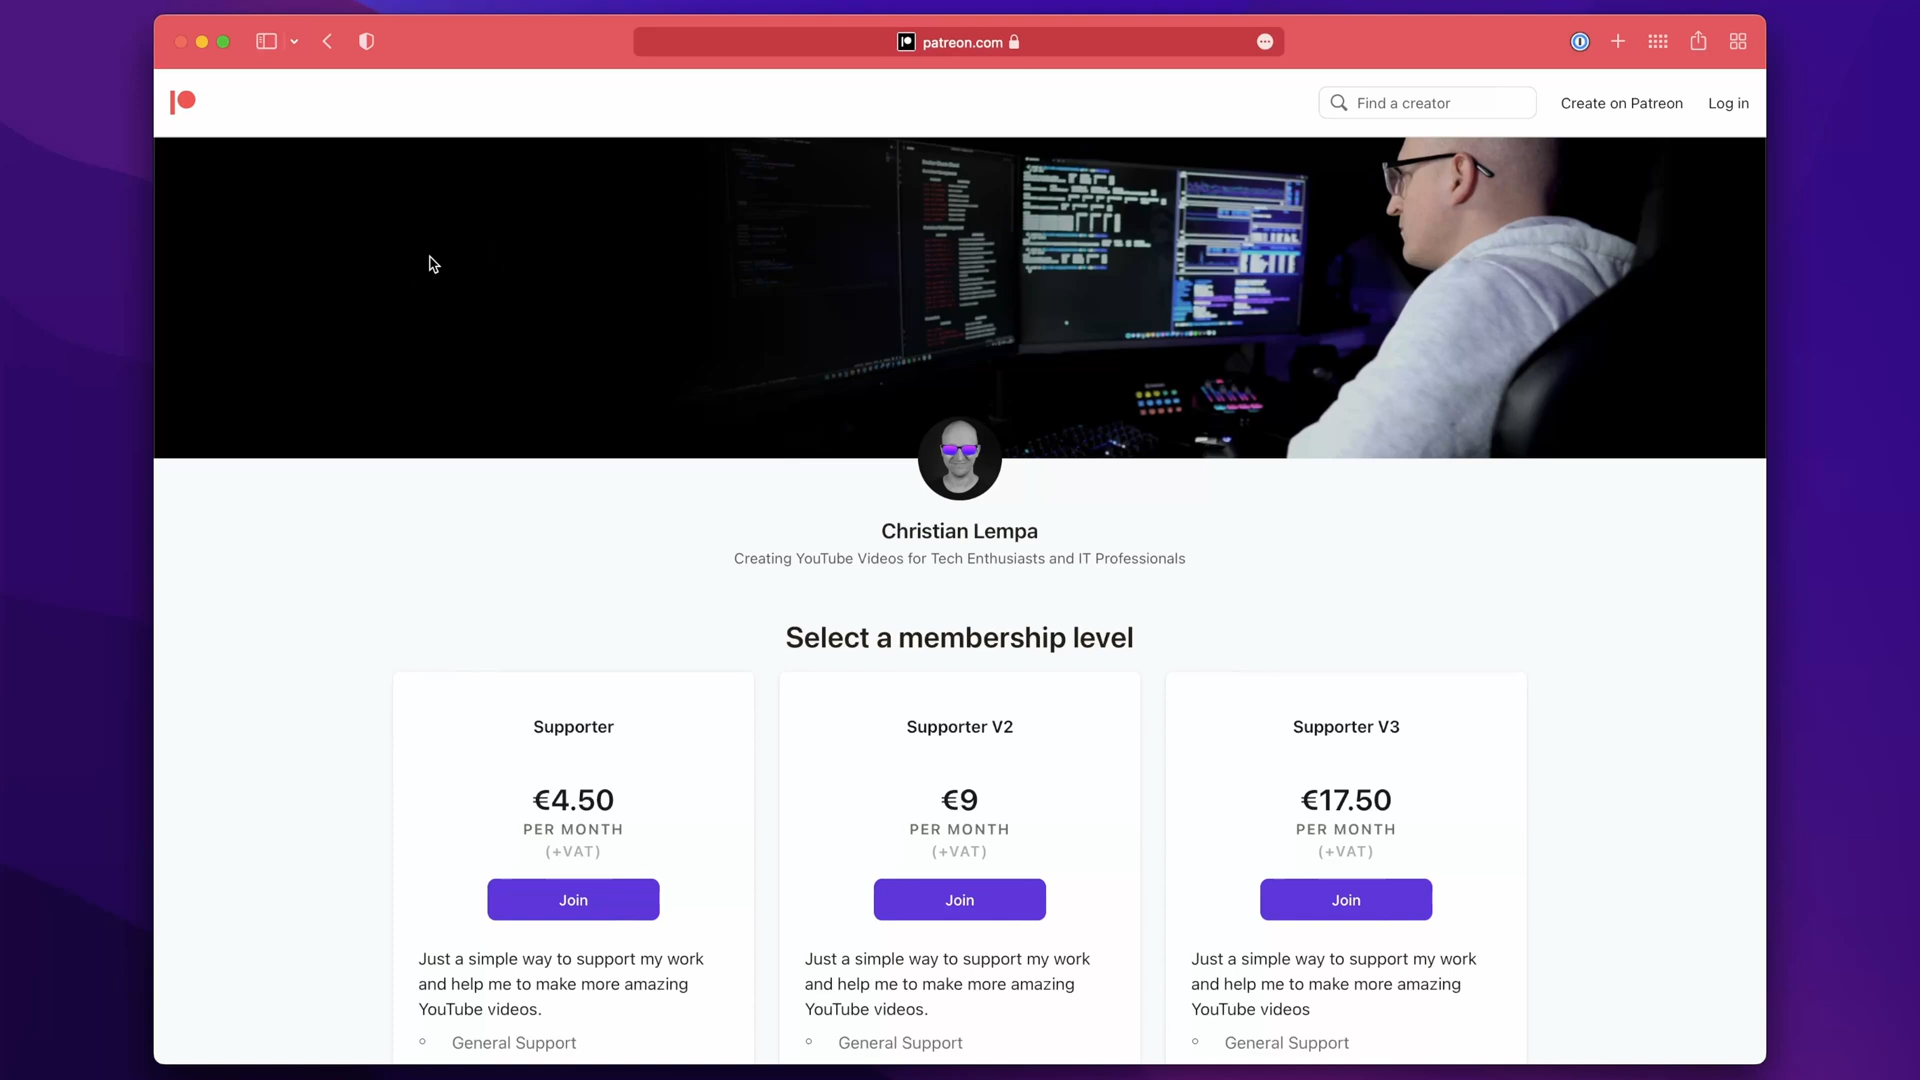 patreon.com
Find a creator
Create on Patreon
Log in
Christian Lempa
Creating YouTube Videos for Tech Enthusiasts and IT Professionals
Select a membership level
Supporter
€4.50
PER MONTH
(+VAT)
Join
Just a simple way to support my work
and help me to make more amazing
YouTube videos.
General Support
Supporter V2
€9
PER MONTH
(+VAT)
Join
Just a simple way to support my work
and help me to make more amazing
YouTube videos.
General Support
Supporter V3
€17.50
PER MONTH
(+VAT)
Join
Just a simple way to support my work
and help me to make more amazing
YouTube videos
General Support